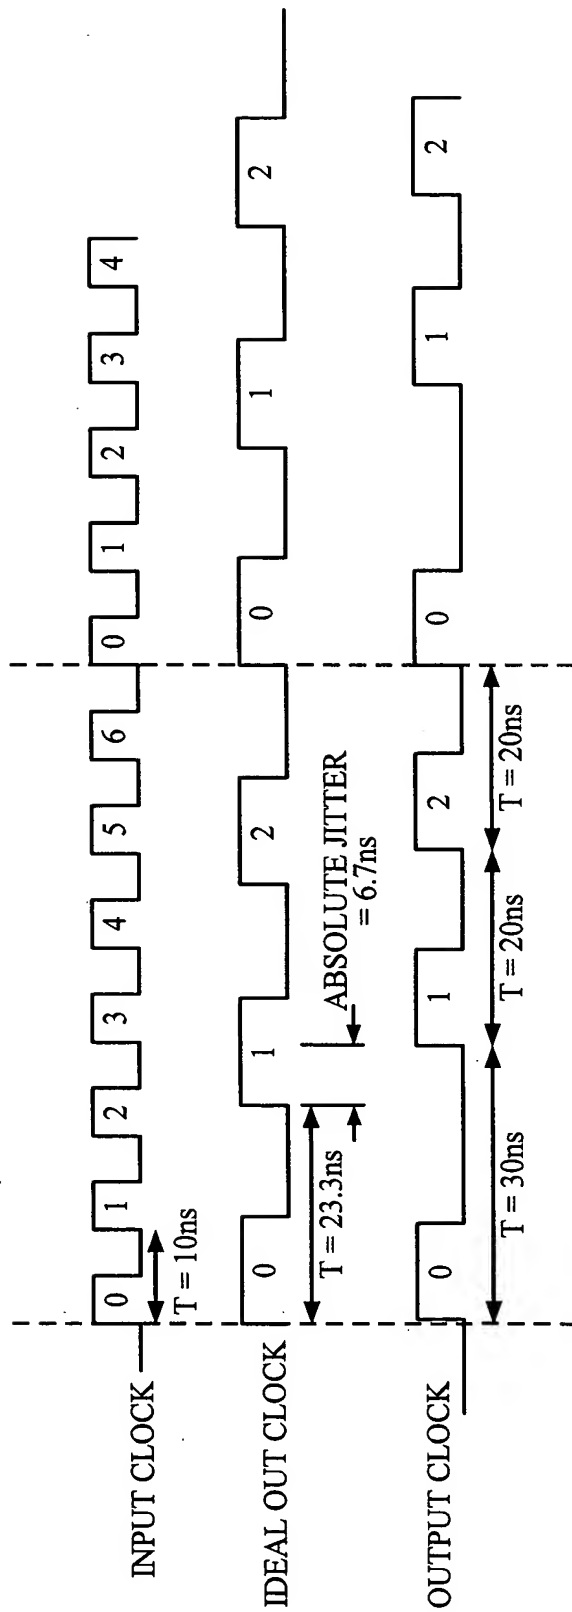 INPUT CLOCK
0 1 2 3 4 5 6 0 1 2 3 4
T = 10ns
IDEAL OUT CLOCK
0 1 2 0 1 2
T = 23.3ns
ABSOLUTE JITTER
= 6.7ns
OUTPUT CLOCK
0 1 2 0 1 2
T = 30ns
T = 20ns
T = 20ns